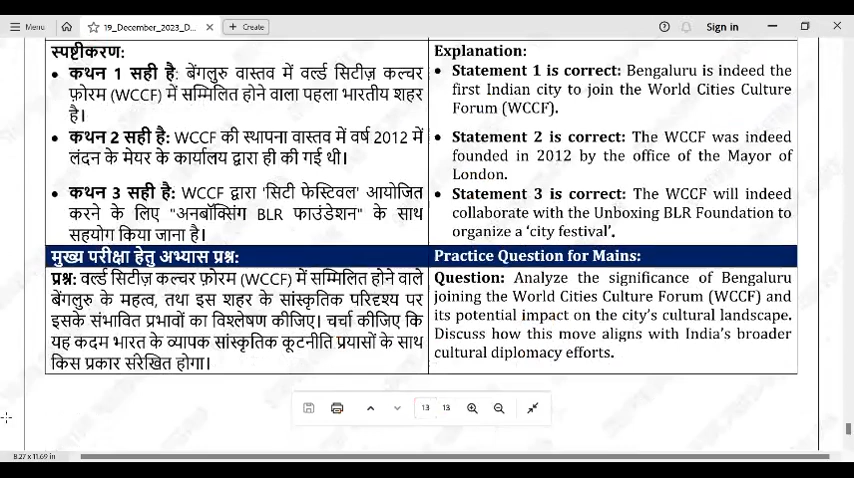 Menu
19_December_2023_D...
+ Create
Sign in
स्पष्टीकरण:
• कथन 1 सही है: बेंगलुरु वास्तव में वर्ल्ड सिटीज़ कल्चर
फ़ोरम (WCCF) में सम्मिलित होने वाला पहला भारतीय शहर
है।
• कथन 2 सही है: WCCF की स्थापना वास्तव में वर्ष 2012 में
लंदन के मेयर के कार्यालय द्वारा ही की गई थी।
• कथन 3 सही है: WCCF द्वारा 'सिटी फेस्टिवल' आयोजित
करने के लिए "अनबॉक्सिंग BLR फाउंडेशन" के साथ
सहयोग किया जाना है।
Explanation:
• Statement 1 is correct: Bengaluru is indeed the
first Indian city to join the World Cities Culture
Forum (WCCF).
• Statement 2 is correct: The WCCF was indeed
founded in 2012 by the office of the Mayor of
London.
• Statement 3 is correct: The WCCF will indeed
collaborate with the Unboxing BLR Foundation to
organize a 'city festival'.
मुख्य परीक्षा हेतु अभ्यास प्रश्न:
Practice Question for Mains:
प्रश्न: वर्ल्ड सिटीज़ कल्चर फ़ोरम (WCCF) में सम्मिलित होने वाले
बेंगलुरु के महत्व, तथा इस शहर के सांस्कृतिक परिदृश्य पर
इसके संभावित प्रभावों का विश्लेषण कीजिए। चर्चा कीजिए कि
यह कदम भारत के व्यापक सांस्कृतिक कूटनीति प्रयासों के साथ
किस प्रकार संरेखित होगा।
Question: Analyze the significance of Bengaluru
joining the World Cities Culture Forum (WCCF) and
its potential impact on the city's cultural landscape.
Discuss how this move aligns with India's broader
cultural diplomacy efforts.
13 13
8.27 x 11.69 in